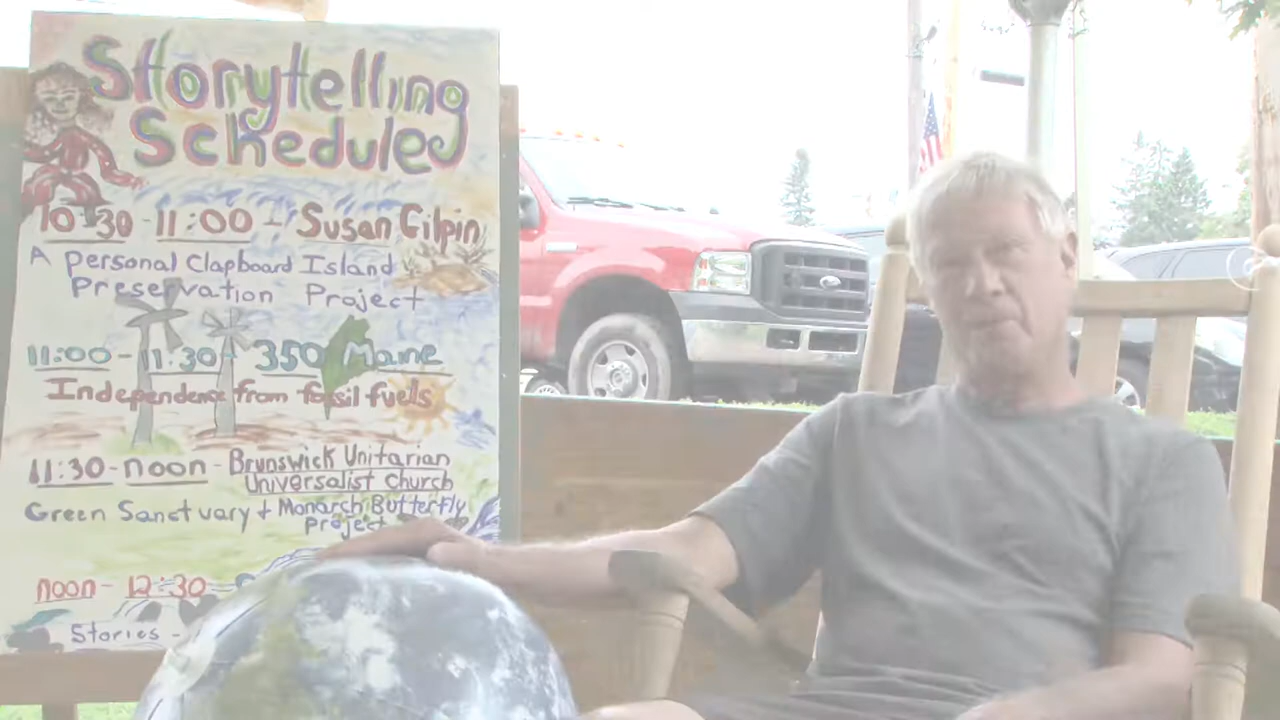 Storytelling
Schedule
10:30 - 11:00 - Susan Gilpin
A personal Clapboard Island
Preservation Project
11:00 - 11:30 - 350 Maine
Independence from fossil fuels
11:30 - noon - Brunswick Unitarian
Universalist Church
Green Sanctuary + Monarch Butterfly
Project
noon - 12:30
Stories -